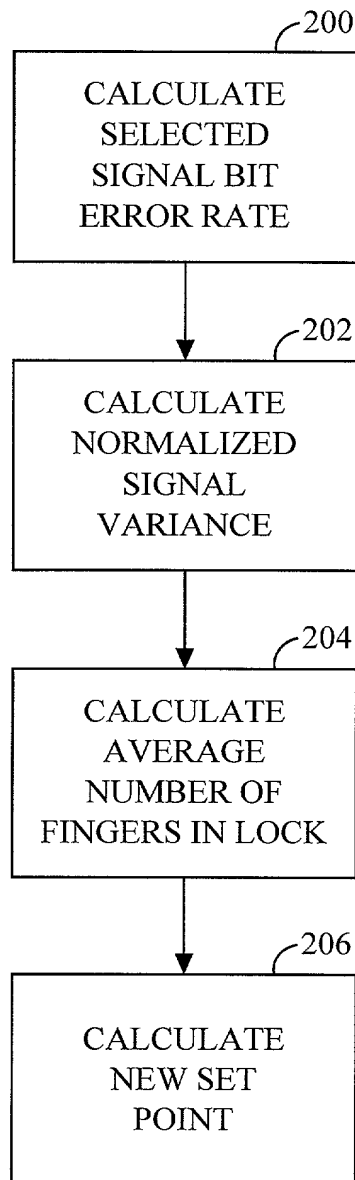 200
CALCULATE
SELECTED
SIGNAL BIT
ERROR RATE
202
CALCULATE
NORMALIZED
SIGNAL
VARIANCE
204
CALCULATE
AVERAGE
NUMBER OF
FINGERS IN LOCK
206
CALCULATE
NEW SET
POINT